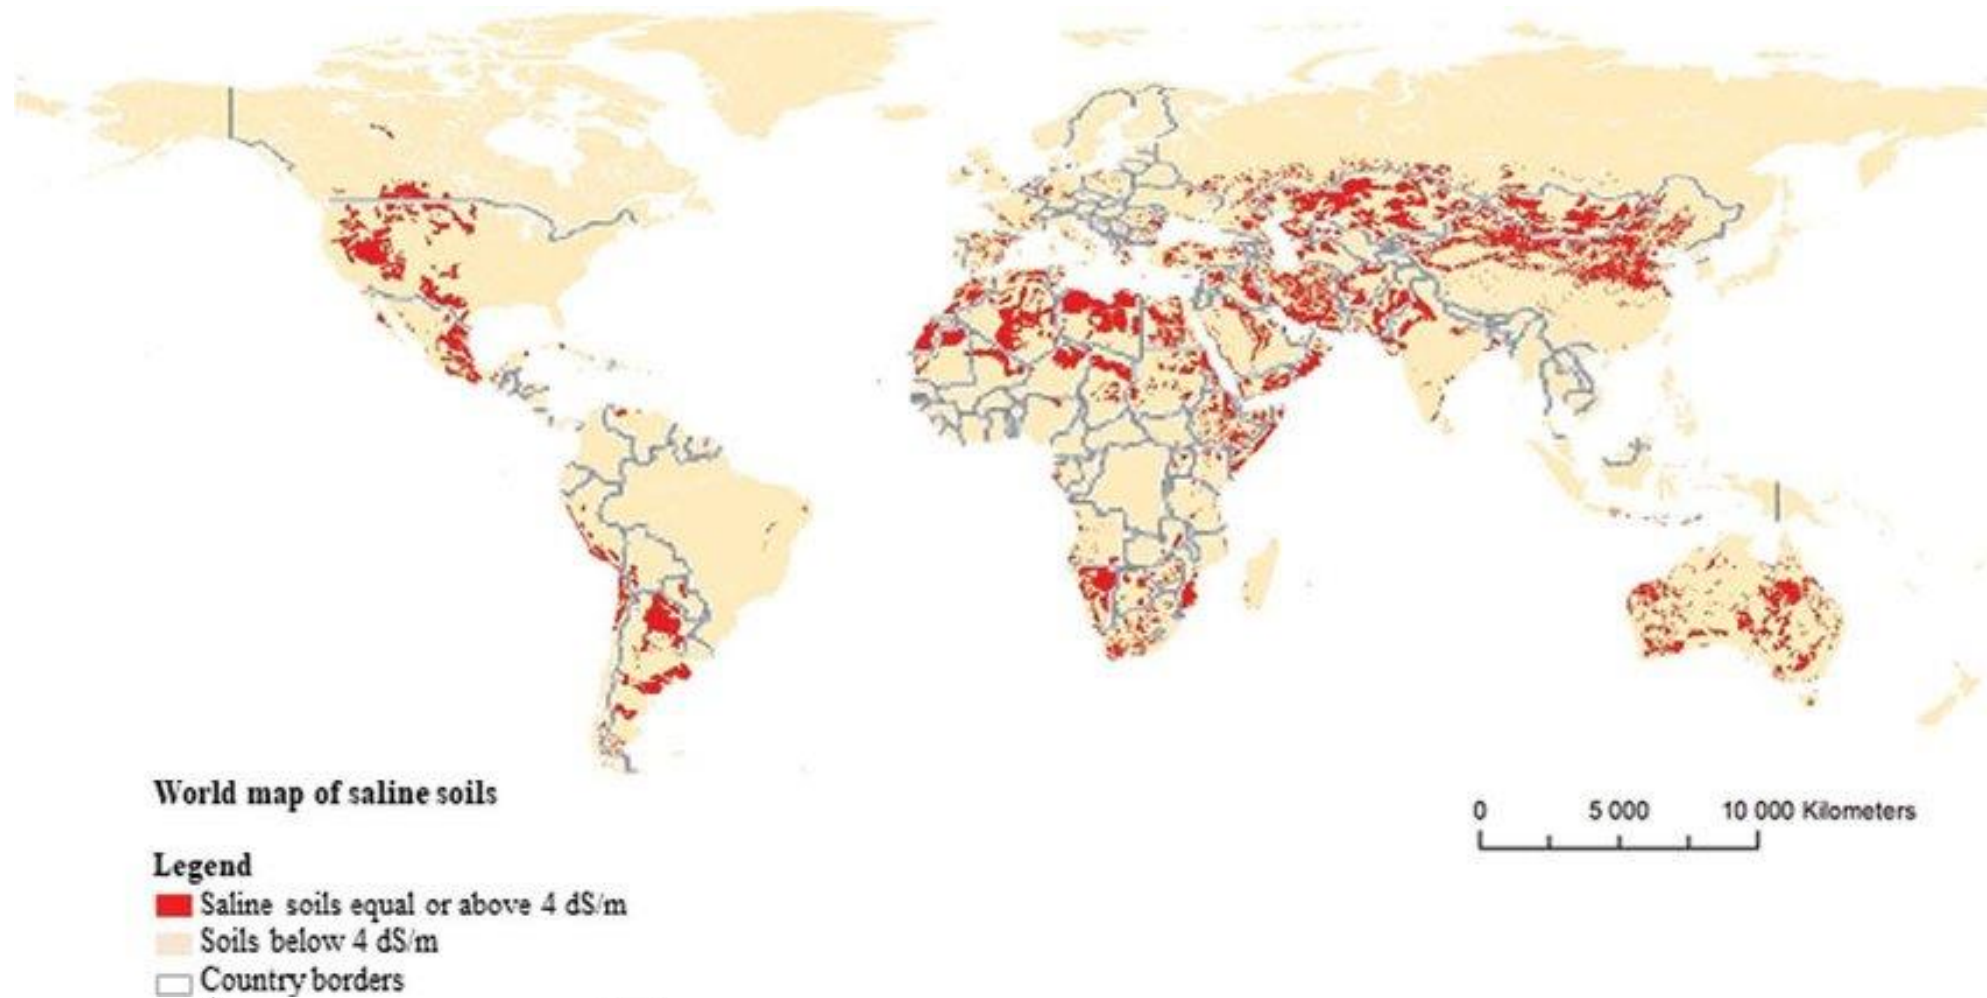 World map of saline soils
0 5 000 10 000 Kilometers
Legend
Saline soils equal or above 4 dS/m
Soils below 4 dS/m
Country borders